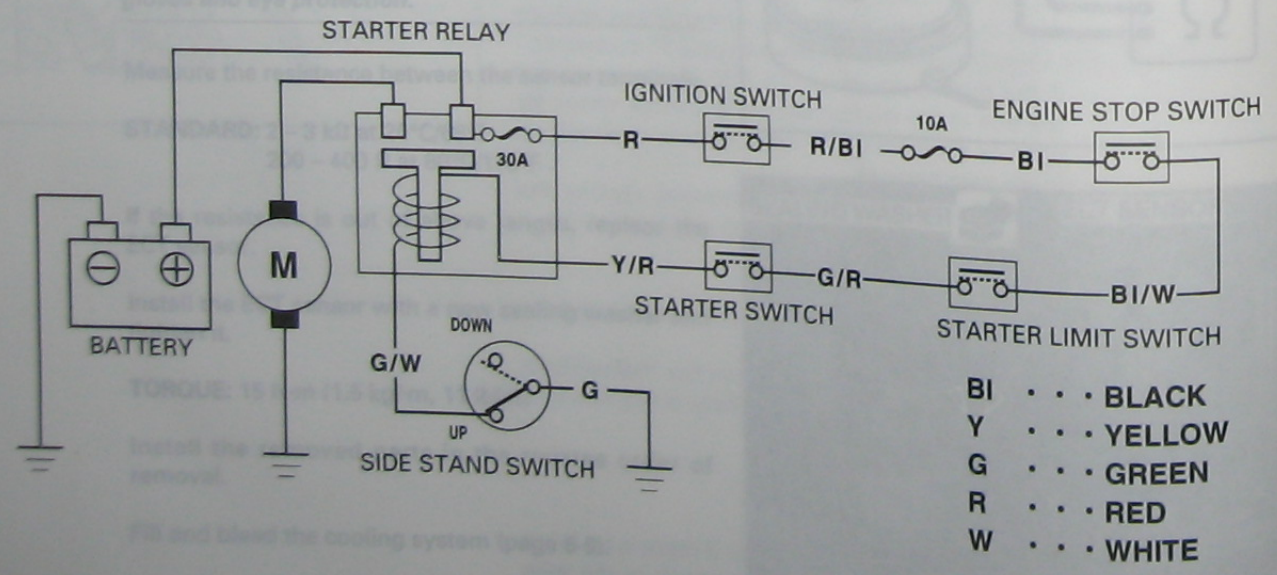 STARTER RELAY
IGNITION SWITCH
ENGINE STOP SWITCH
10A
R
R/Bl
Bl
30A
M
Y/R
G/R
Bl/W
STARTER SWITCH
STARTER LIMIT SWITCH
BATTERY
DOWN
G/W
G
UP
SIDE STAND SWITCH
Bl · · · BLACK
Y · · · YELLOW
G · · · GREEN
R · · · RED
W · · · WHITE